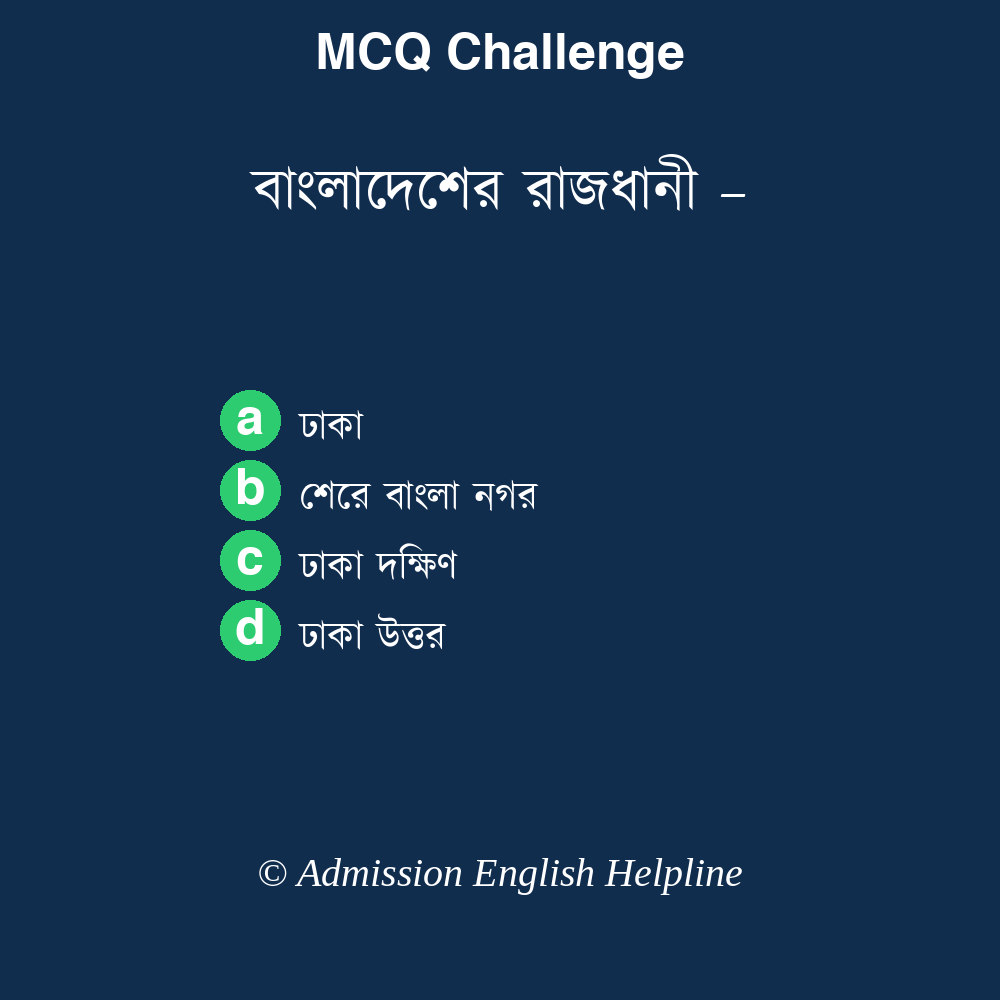 MCQ Challenge
বাংলাদেশের রাজধানী –
a ঢাকা
b শেরে বাংলা নগর
c ঢাকা দক্ষিণ
d ঢাকা উত্তর
© Admission English Helpline